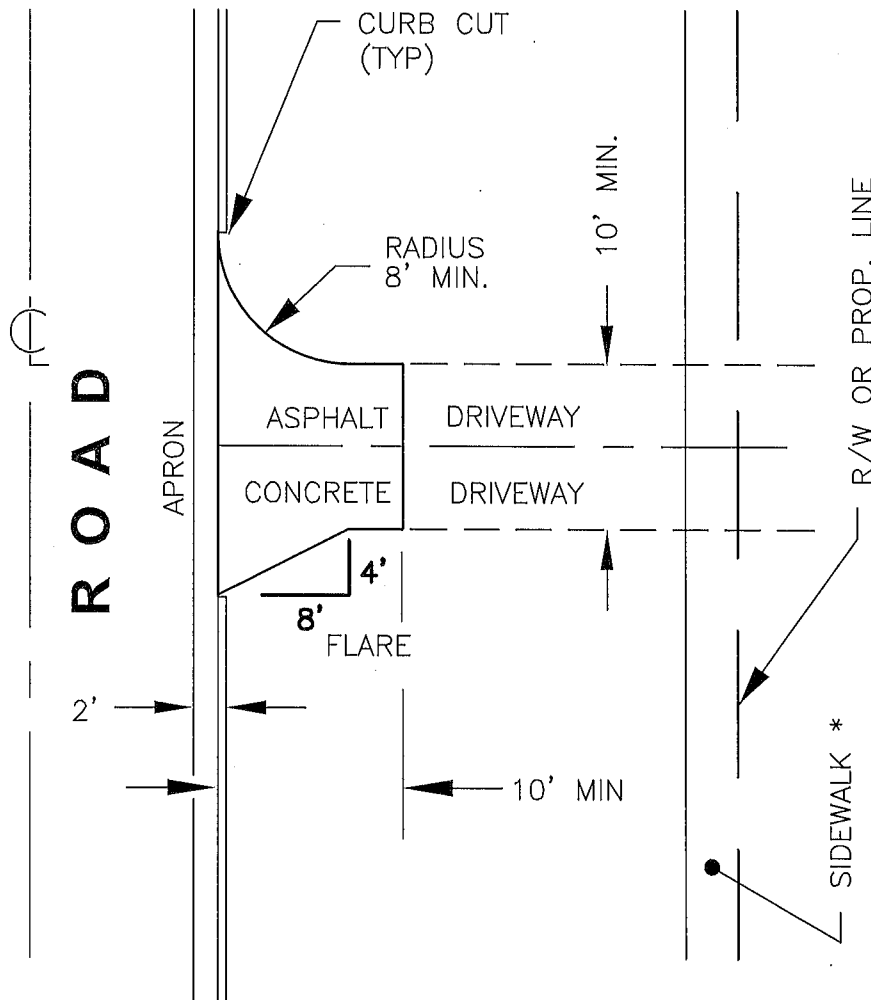 CURB CUT
(TYP)
10' MIN.
R/W OR PROP. LINE
RADIUS
8' MIN.
ROAD
APRON
ASPHALT DRIVEWAY
CONCRETE DRIVEWAY
4'
8'
FLARE
2'
10' MIN
SIDEWALK *